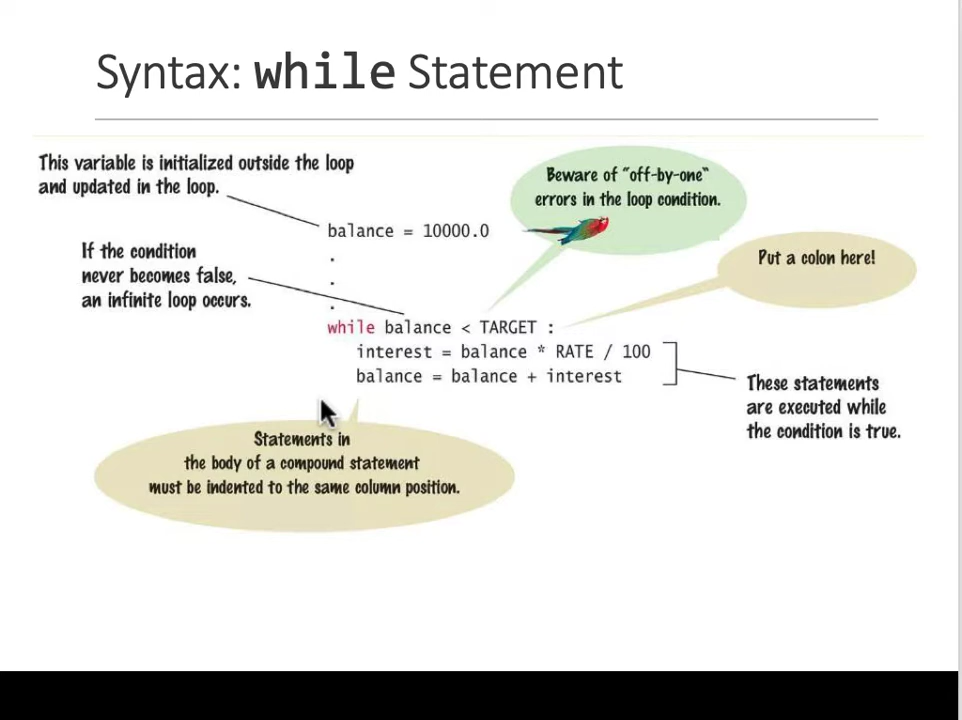 Syntax: while Statement
This variable is initialized outside the loop
and updated in the loop.
Beware of "off-by-one"
errors in the loop condition.
balance = 10000.0
If the condition
never becomes false,
an infinite loop occurs.
.
.
.
Put a colon here!
while balance < TARGET :
interest = balance * RATE / 100
balance = balance + interest
These statements
are executed while
the condition is true.
Statements in
the body of a compound statement
must be indented to the same column position.